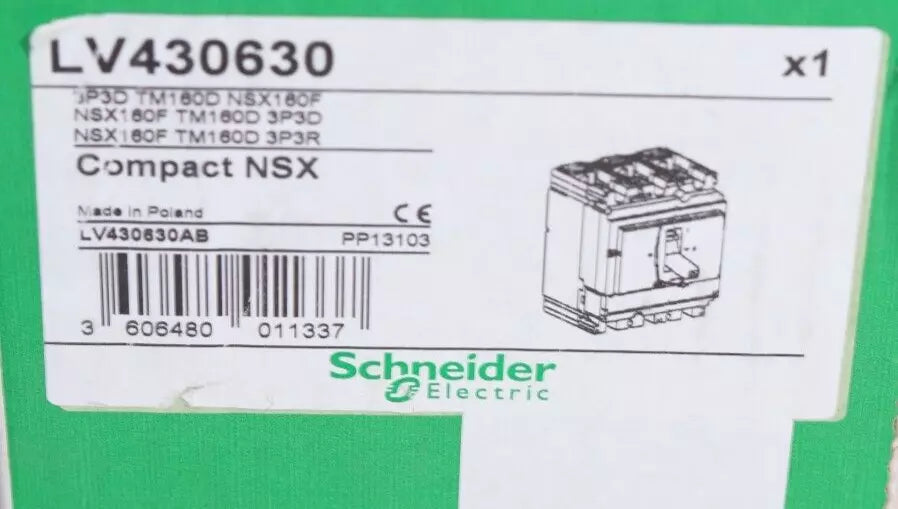 LV430630
x1
3P3D TM160D NSX160F
NSX160F TM160D 3P3D
NSX160F TM160D 3P3R
Compact NSX
Made in Poland
CE
LV430630AB
PP13103
3 606480 011337
Schneider
Electric